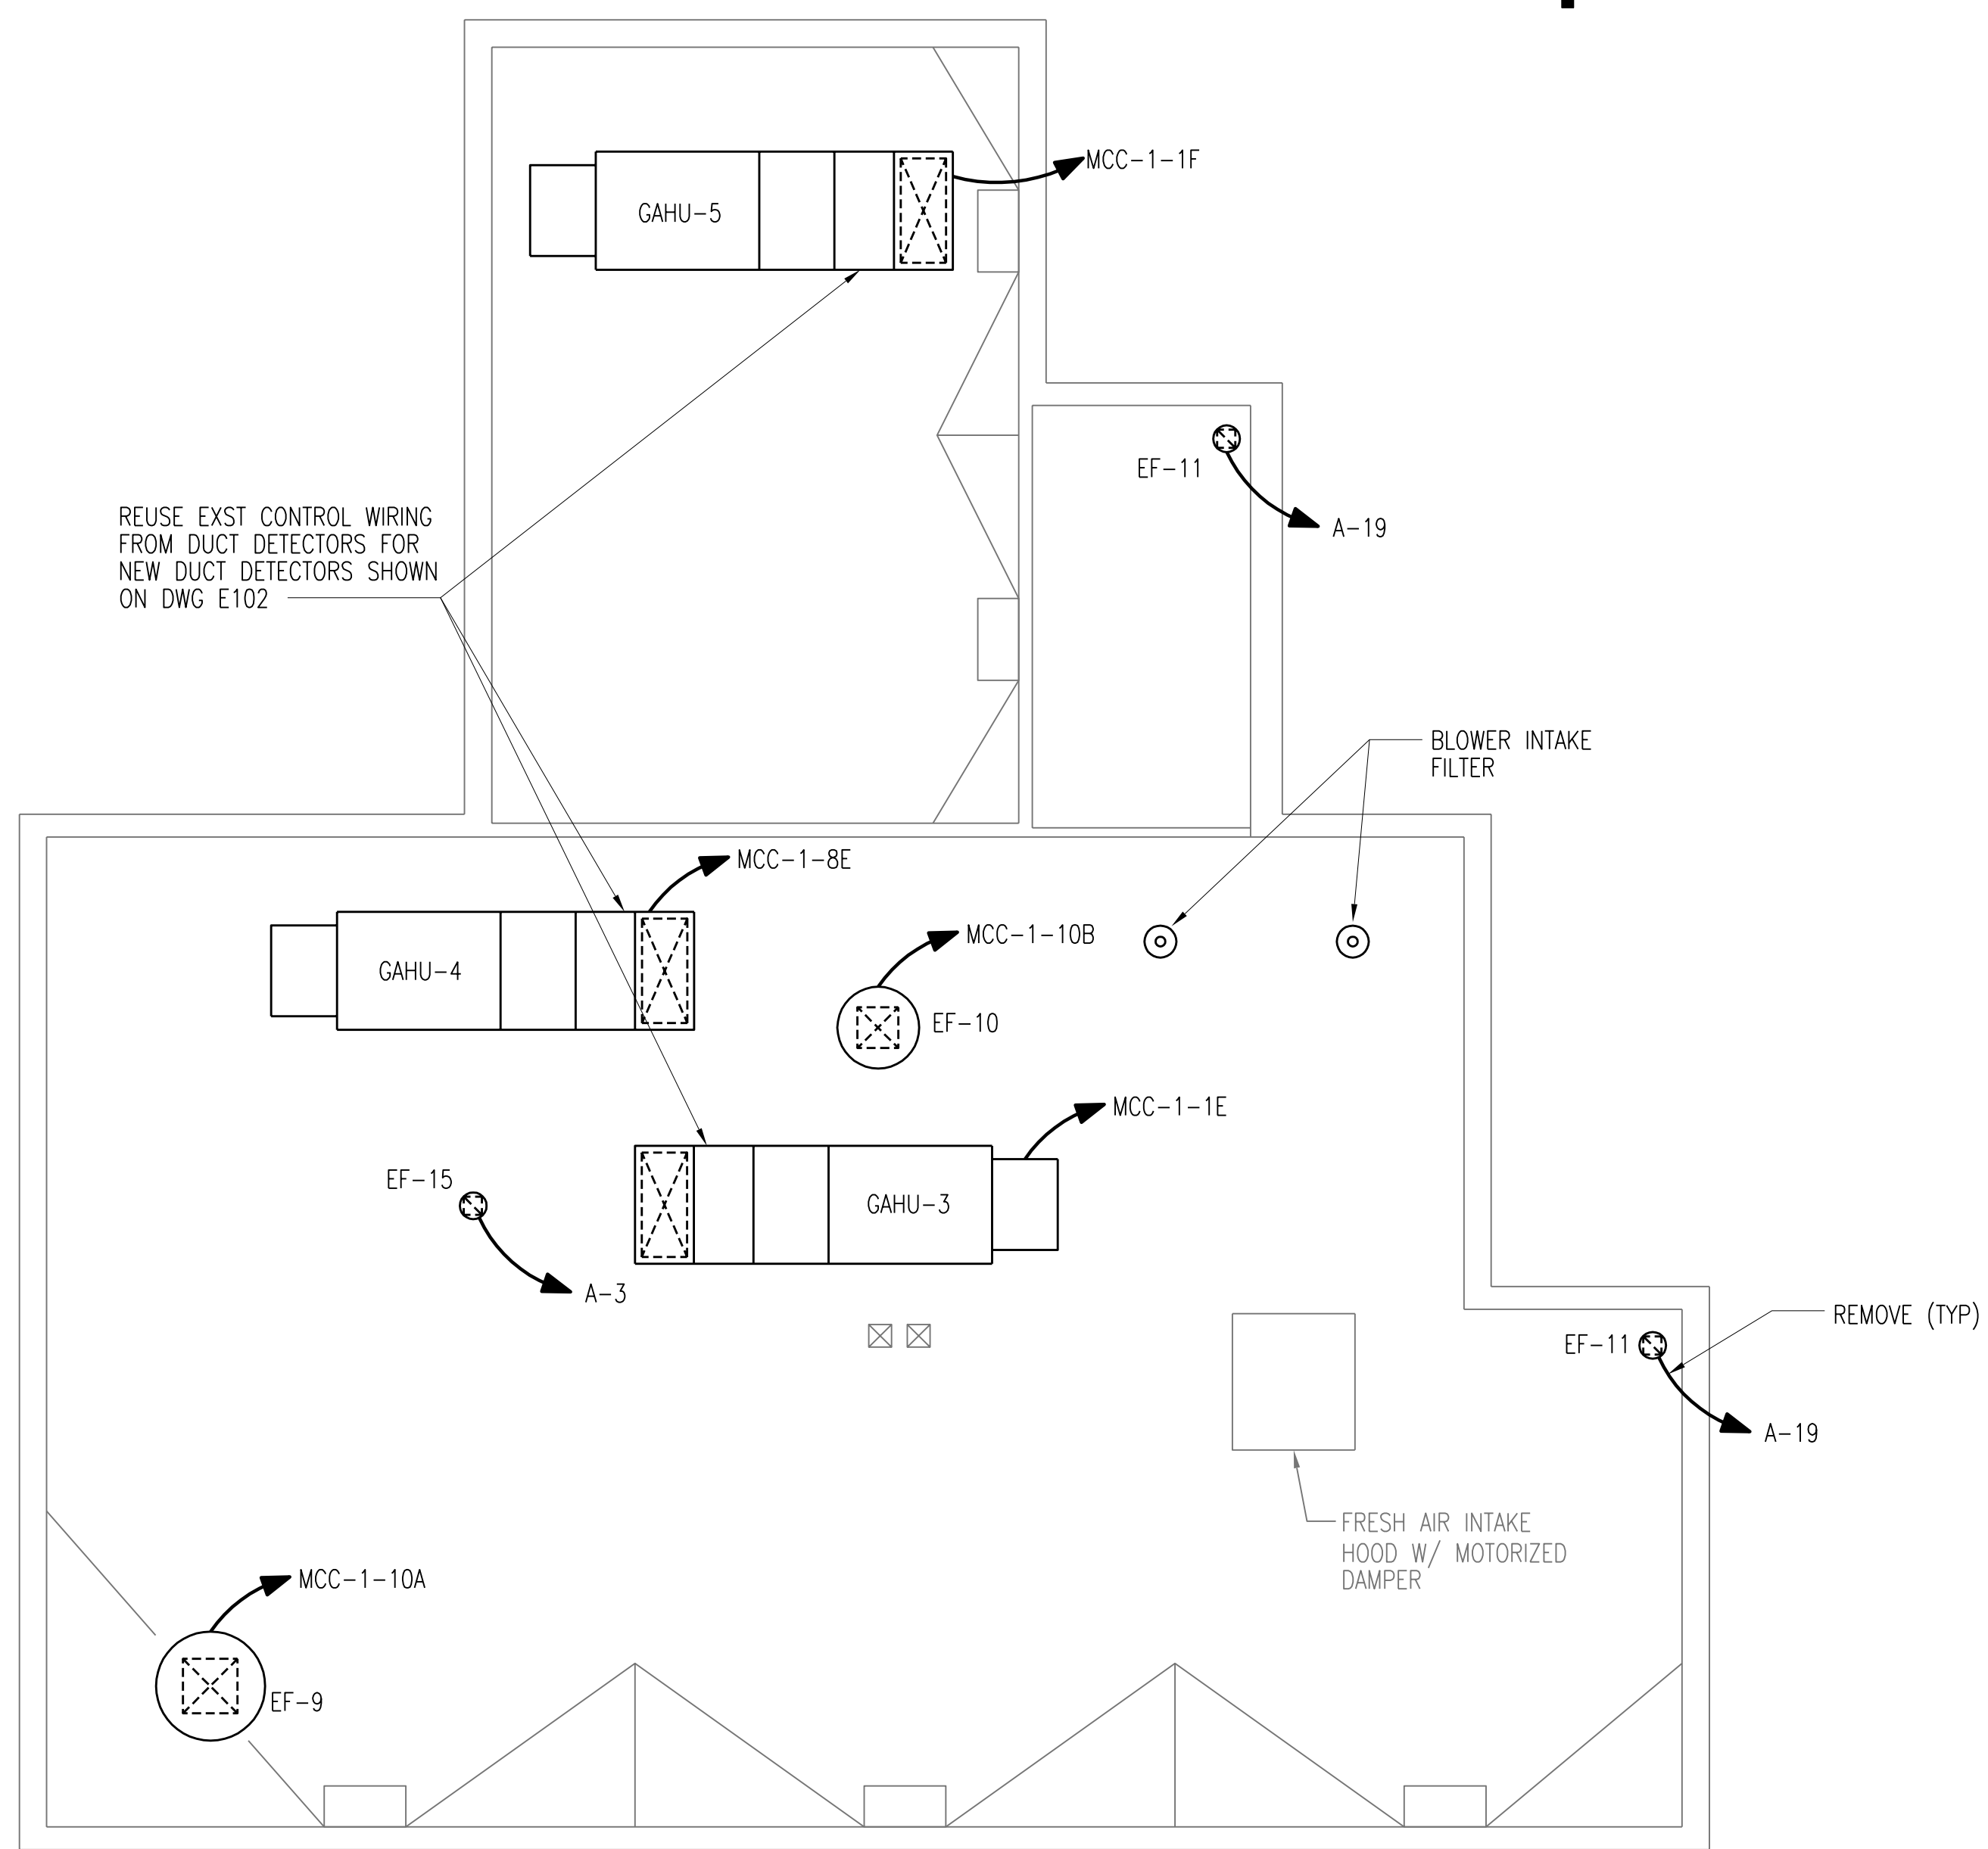 MCC-1-1F
GAHU-5
EF-11
A-19
REUSE EXST CONTROL WIRING
FROM DUCT DETECTORS FOR
NEW DUCT DETECTORS SHOWN
ON DWG E102
BLOWER INTAKE
FILTER
MCC-1-8E
MCC-1-10B
GAHU-4
EF-10
MCC-1-1E
EF-15
GAHU-3
A-3
REMOVE (TYP)
EF-11
A-19
FRESH AIR INTAKE
HOOD W/ MOTORIZED
DAMPER
MCC-1-10A
EF-9